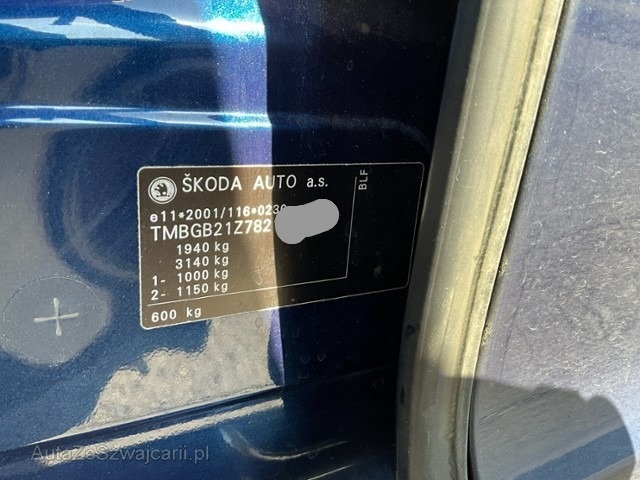 ŠKODA AUTO a.s.
BLF
e11*2001/116*0230
TMBGB21Z782
1940 kg
3140 kg
1- 1000 kg
2- 1150 kg
600 kg
AutaZeSzwajcarii.pl